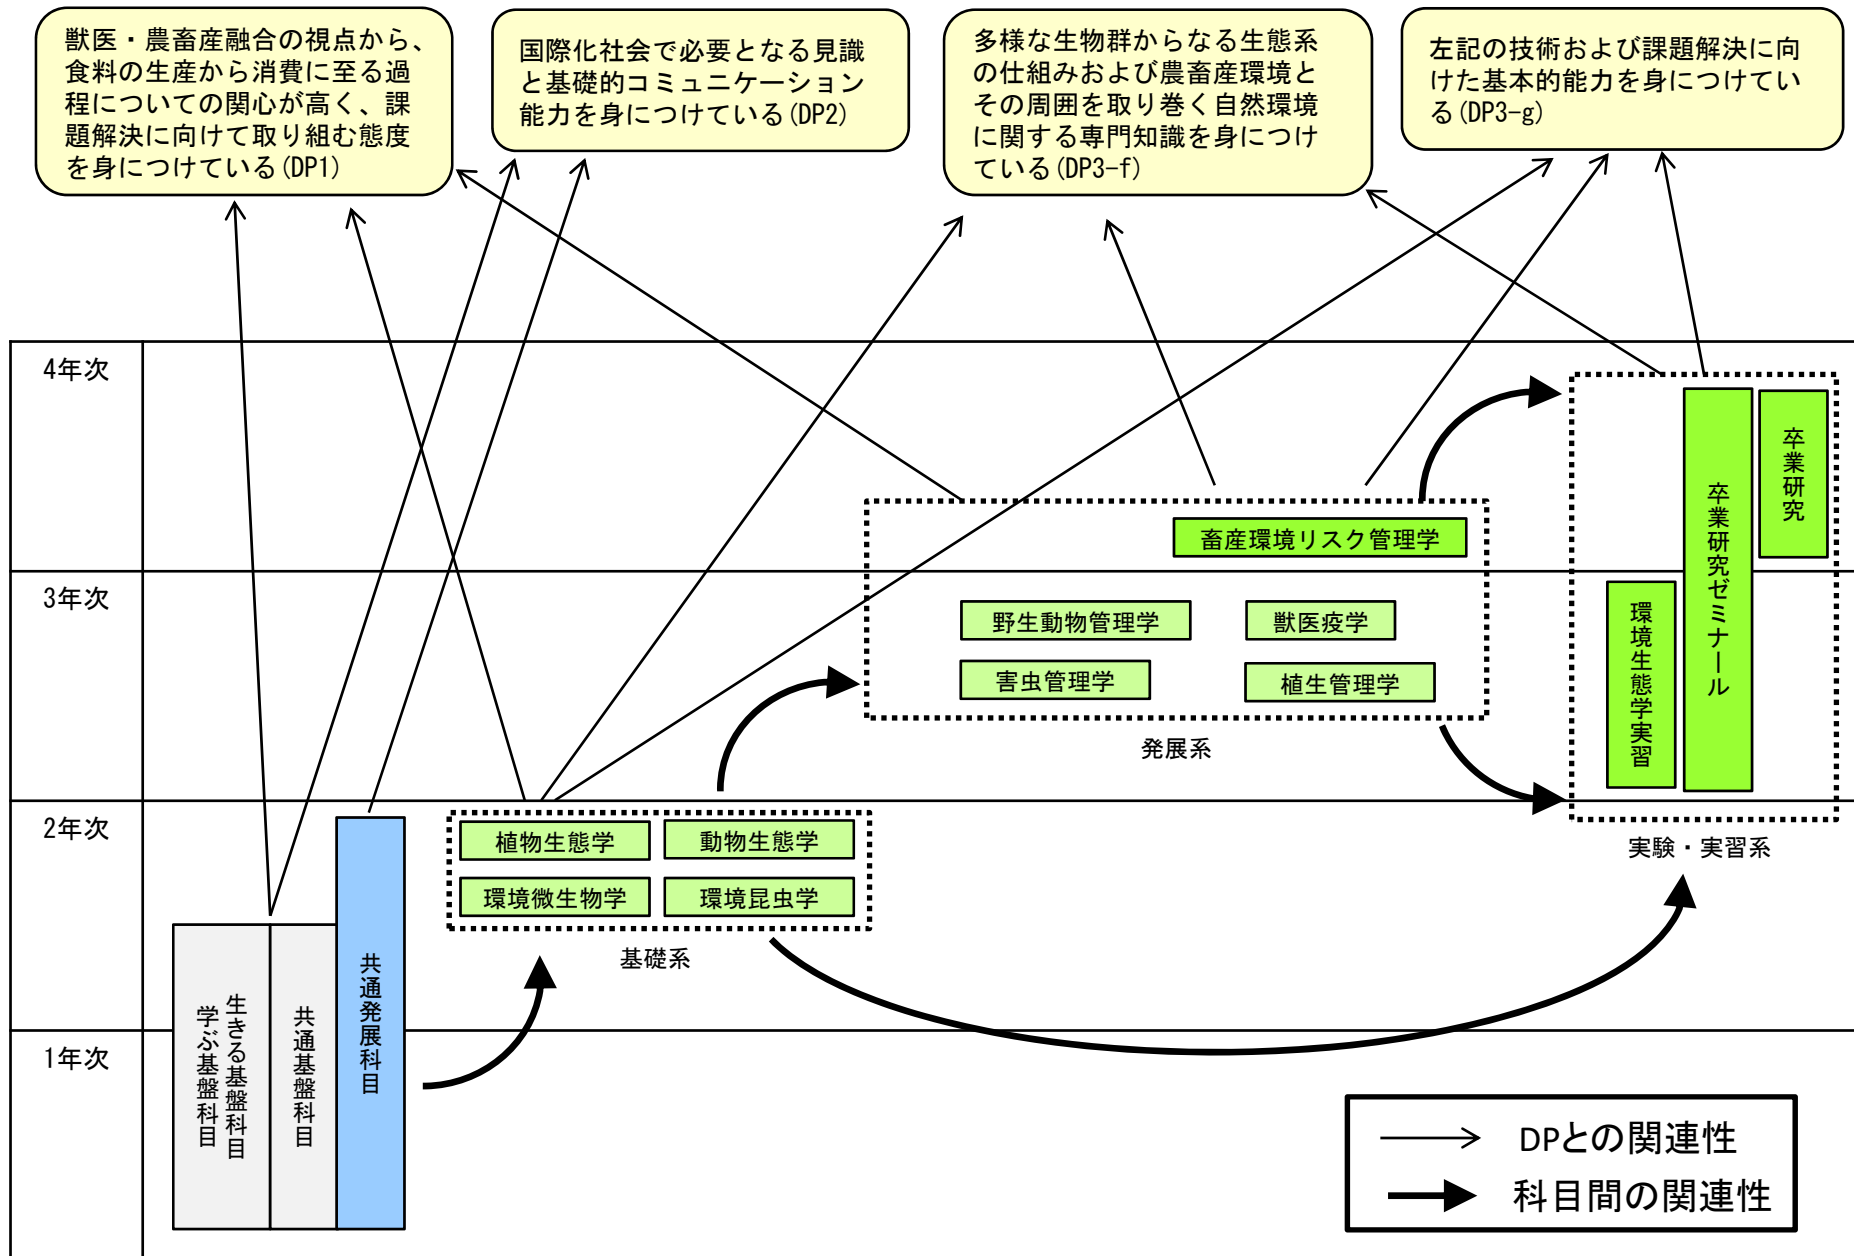 獣医・農畜産融合の視点から、
食料の生産から消費に至る過
程についての関心が高く、課
題解決に向けて取り組む態度
を身につけている(DP1)
国際化社会で必要となる見識
と基礎的コミュニケーション
能力を身につけている(DP2)
多様な生物群からなる生態系
の仕組みおよび農畜産環境と
その周囲を取り巻く自然環境
に関する専門知識を身につけ
ている(DP3-f)
左記の技術および課題解決に向
けた基本的能力を身につけてい
る(DP3-g)
4年次
畜産環境リスク管理学
卒業研究
卒業研究ゼミナール
3年次
野生動物管理学
獣医疫学
害虫管理学
植生管理学
発展系
環境生態学実習
実験・実習系
2年次
植物生態学
動物生態学
環境微生物学
環境昆虫学
基礎系
1年次
生きる基盤科目
学ぶ基盤科目
共通基盤科目
共通発展科目
DPとの関連性
科目間の関連性